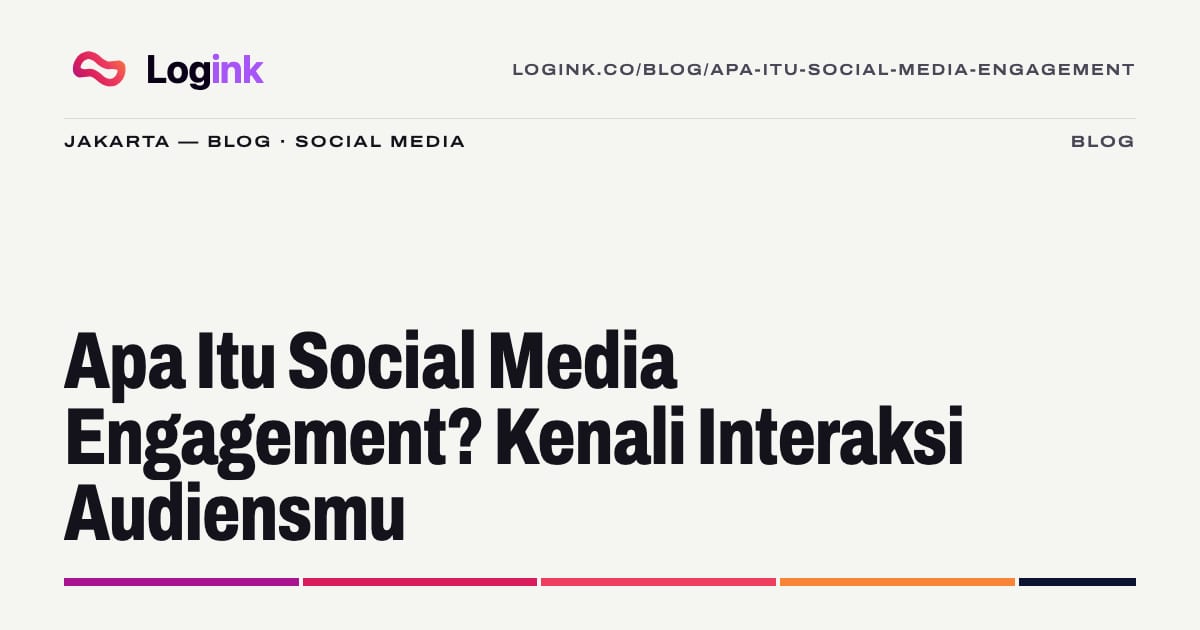 Logink
LOGINK.CO/BLOG/APA-ITU-SOCIAL-MEDIA-ENGAGEMENT
JAKARTA — BLOG · SOCIAL MEDIA
BLOG
Apa Itu Social Media
Engagement? Kenali Interaksi
Audiensmu